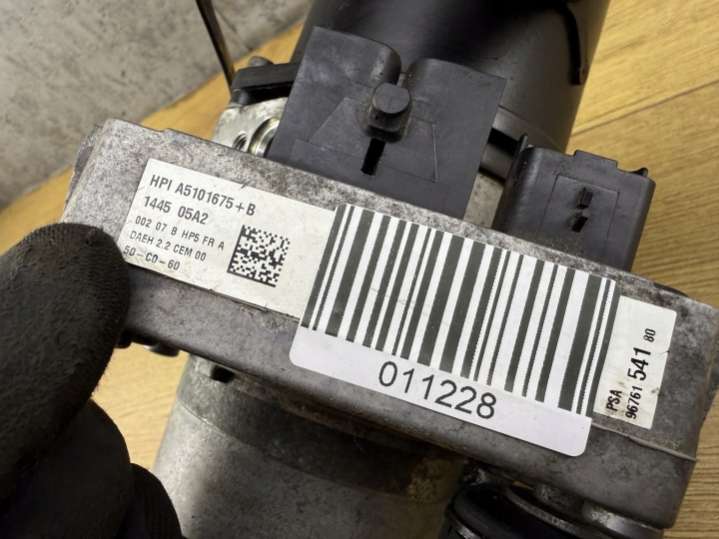 HPI A5101675+B
1445 05A2
002 07 B HPS FR A
DAEH 2.2 CEM 00
50-C0-60
011228
PSA
96761 541 80